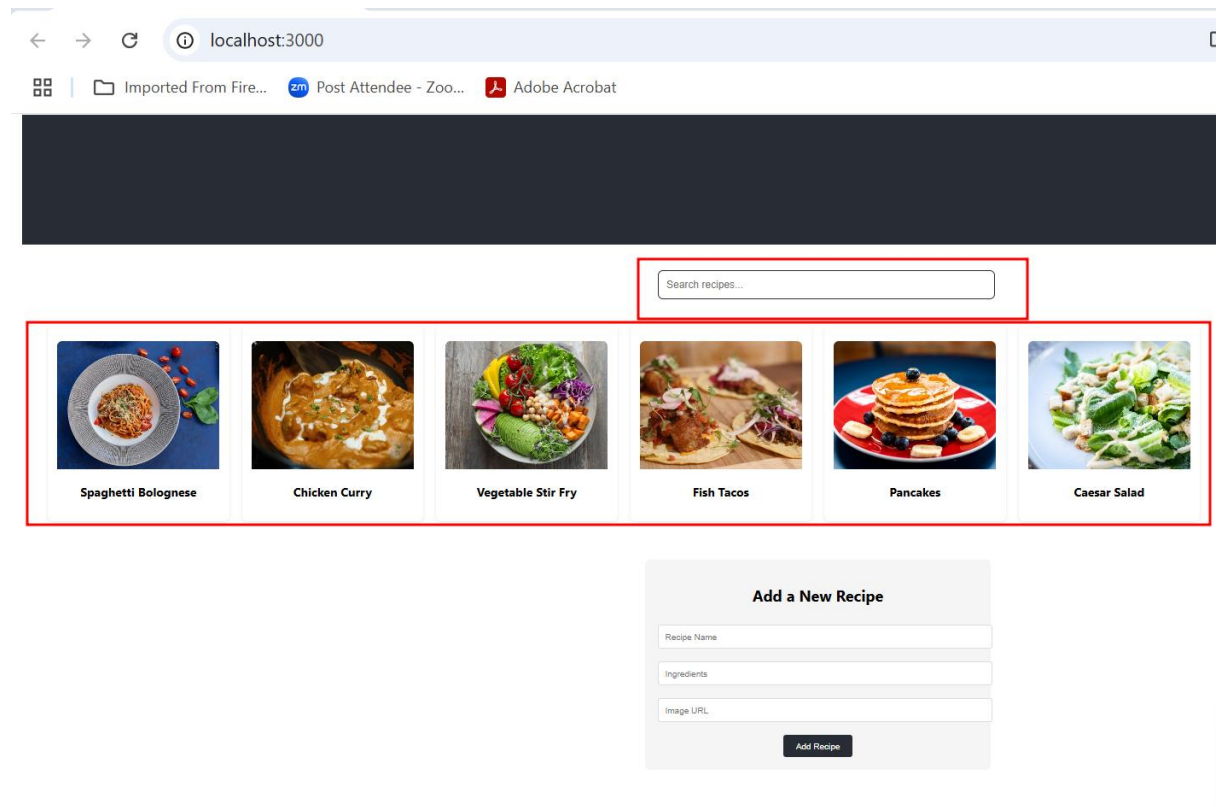 localhost:3000
Imported From Fire... zm Post Attendee - Zoo... Adobe Acrobat
Search recipes...
Spaghetti Bolognese Chicken Curry Vegetable Stir Fry Fish Tacos Pancakes Caesar Salad
Add a New Recipe
Recipe Name
Ingredients
Image URL
Add Recipe